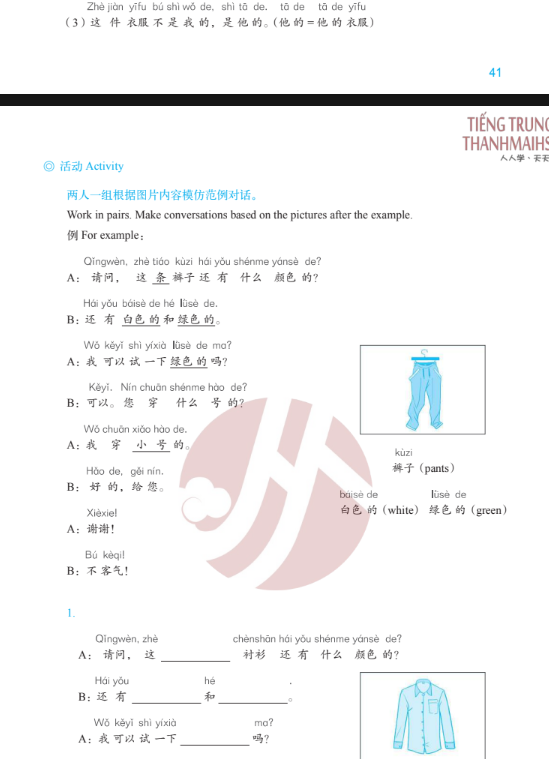 Zhè jiàn yīfu bú shì wǒ de, shì tā de. tā de tā de yīfu
(3) 这 件 衣服 不 是 我 的, 是 他 的。(他 的 = 他 的 衣服)
41
TIẾNG TRUNG
THANHMAIHS
人人學 · 天天
◎ 活动 Activity
两人一组根据图片内容模仿范例对话。
Work in pairs. Make conversations based on the pictures after the example.
例 For example:
Qǐngwèn, zhè tiáo kùzi hái yǒu shénme yánsè de?
A: 请问, 这 条 裤子 还 有 什么 颜色 的?
Hái yǒu báisè de hé lǜsè de.
B: 还 有 白色 的 和 绿色 的。
Wǒ kěyǐ shì yíxià lǜsè de ma?
A: 我 可以 试 一下 绿色 的 吗?
Kěyǐ. Nín chuān shénme hào de?
B: 可以。 您 穿 什么 号 的?
Wǒ chuān xiǎo hào de.
A: 我 穿 小 号 的。
Hǎo de, gěi nín.
B: 好 的, 给 您。
Xièxie!
A: 谢谢!
Bú kèqi!
B: 不 客气!
kùzi
裤子 (pants)
báisè de lǜsè de
白色 的 (white) 绿色 的 (green)
1.
Qǐngwèn, zhè chènshān hái yǒu shénme yánsè de?
A: 请问, 这 ________ 衬衫 还 有 什么 颜色 的?
Hái yǒu hé .
B: 还 有 ________ 和 ________。
Wǒ kěyǐ shì yíxià ma?
A: 我 可以 试 一下 ________ 吗?